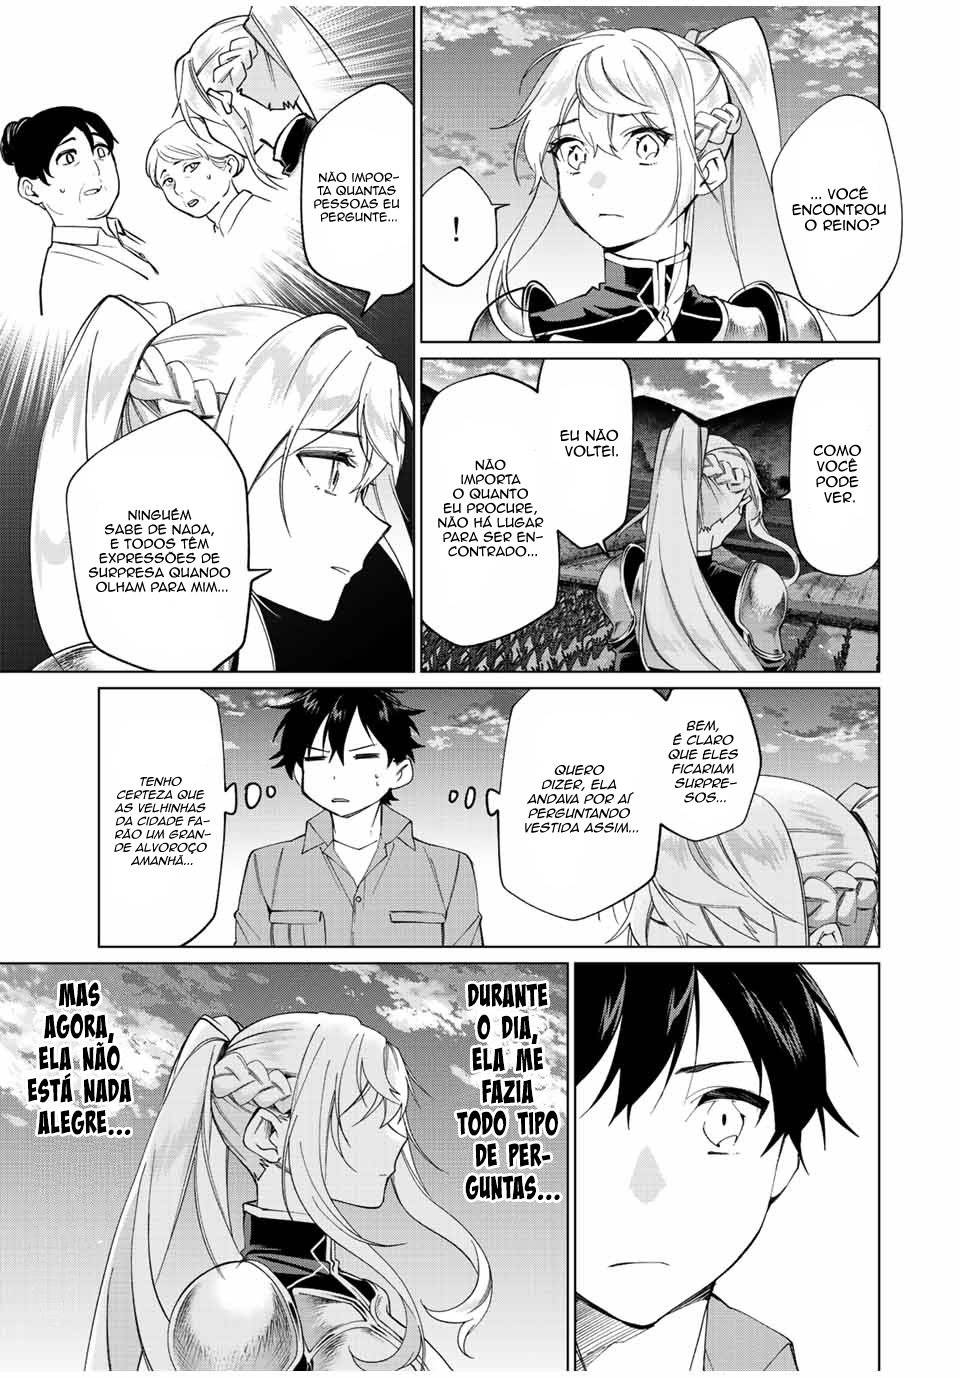 ... VOCÊ
ENCONTROU
O REINO?
!
COMO
VOCÊ
PODE
VER.
EU NÃO
VOLTEI.
NÃO
IMPORTA
O QUANTO
EU PROCURE,
NÃO HÁ LUGAR
PARA SER EN-
CONTRADO...
NÃO IMPOR-
TA QUANTAS
PESSOAS EU
PERGUNTE...
NINGUÉM
SABE DE NADA,
E TODOS TÊM
EXPRESSÕES DE
SURPRESA QUANDO
OLHAM PARA MIM...
BEM,
É CLARO
QUE ELES
FICARIAM
SURPRE-
SOS...
QUERO
DIZER, ELA
ANDAVA POR AÍ
PERGUNTANDO
VESTIDA ASSIM...
TENHO
CERTEZA QUE
AS VELHINHAS
DA CIDADE FA-
RÃO UM GRAN-
DE ALVOROÇO
AMANHÃ...
DURANTE
O DIA,
ELA ME
FAZIA
TODO TIPO
DE PER-
GUNTAS...
MAS
AGORA,
ELA NÃO
ESTÁ NADA
ALEGRE...